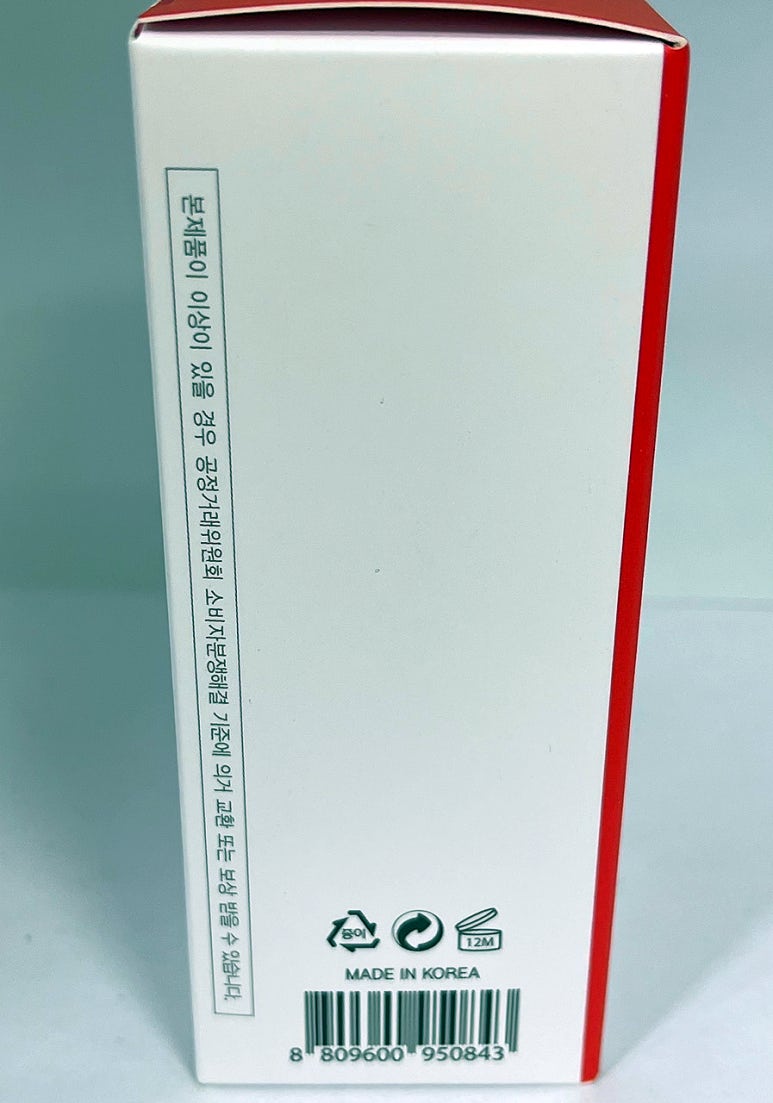 본제품이 이상이 있을 경우 공정거래위원회 소비자분쟁해결 기준에 의거 교환 또는 보상 받을 수 있습니다.
종이
12M
MADE IN KOREA
8 809600 950843